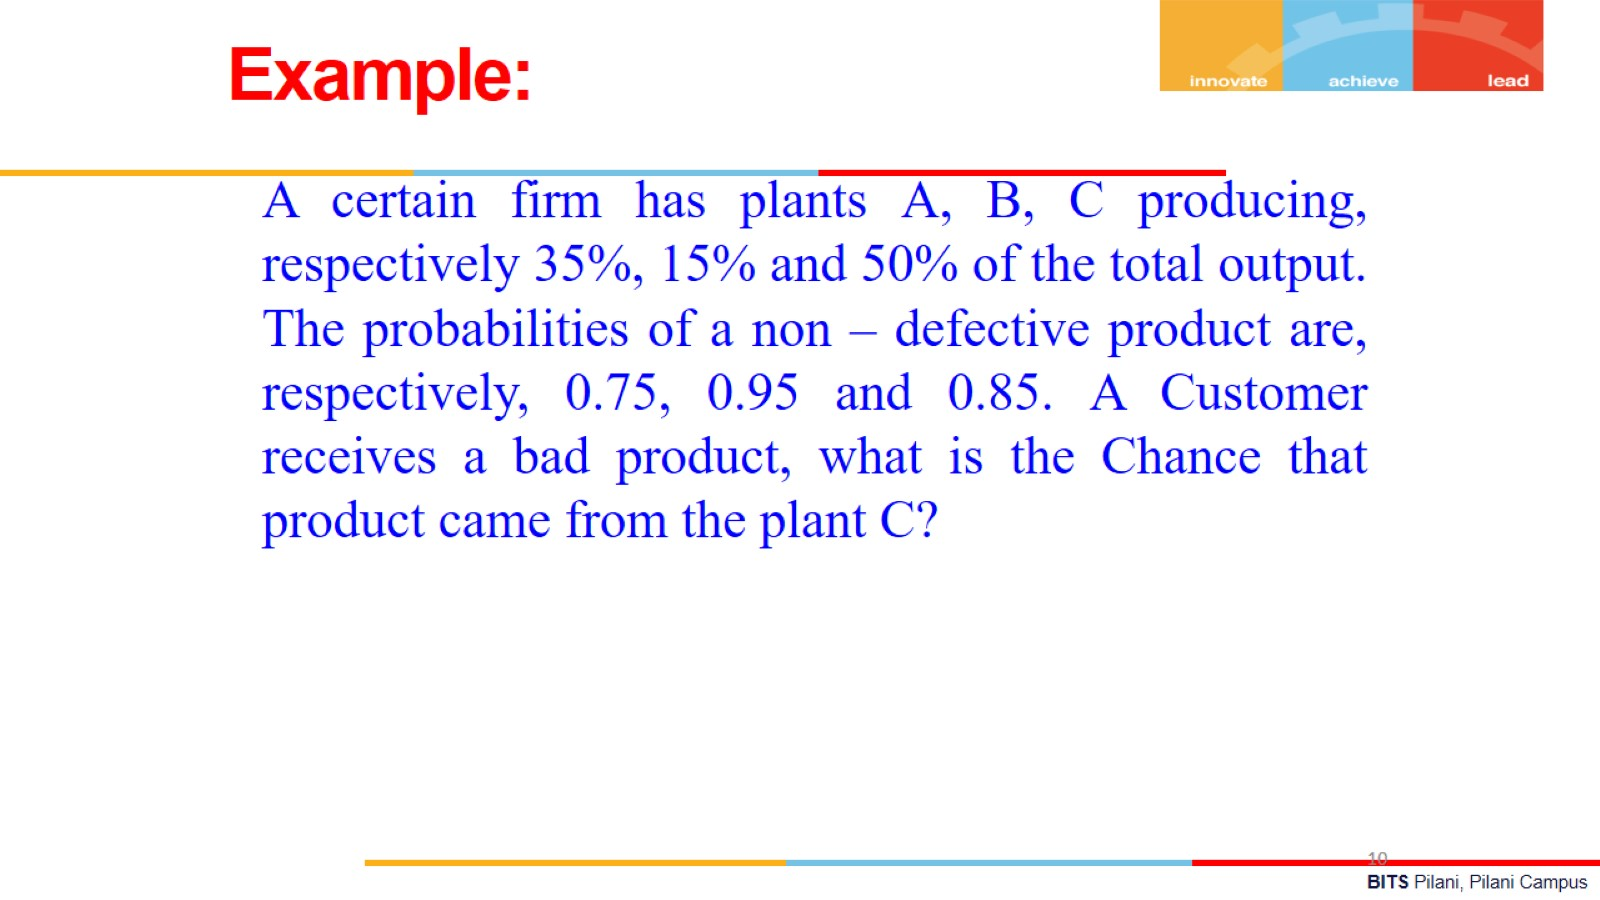 Example:
innovate achieve lead
A certain firm has plants A, B, C producing,
respectively 35%, 15% and 50% of the total output.
The probabilities of a non – defective product are,
respectively, 0.75, 0.95 and 0.85. A Customer
receives a bad product, what is the Chance that
product came from the plant C?
10
BITS Pilani, Pilani Campus